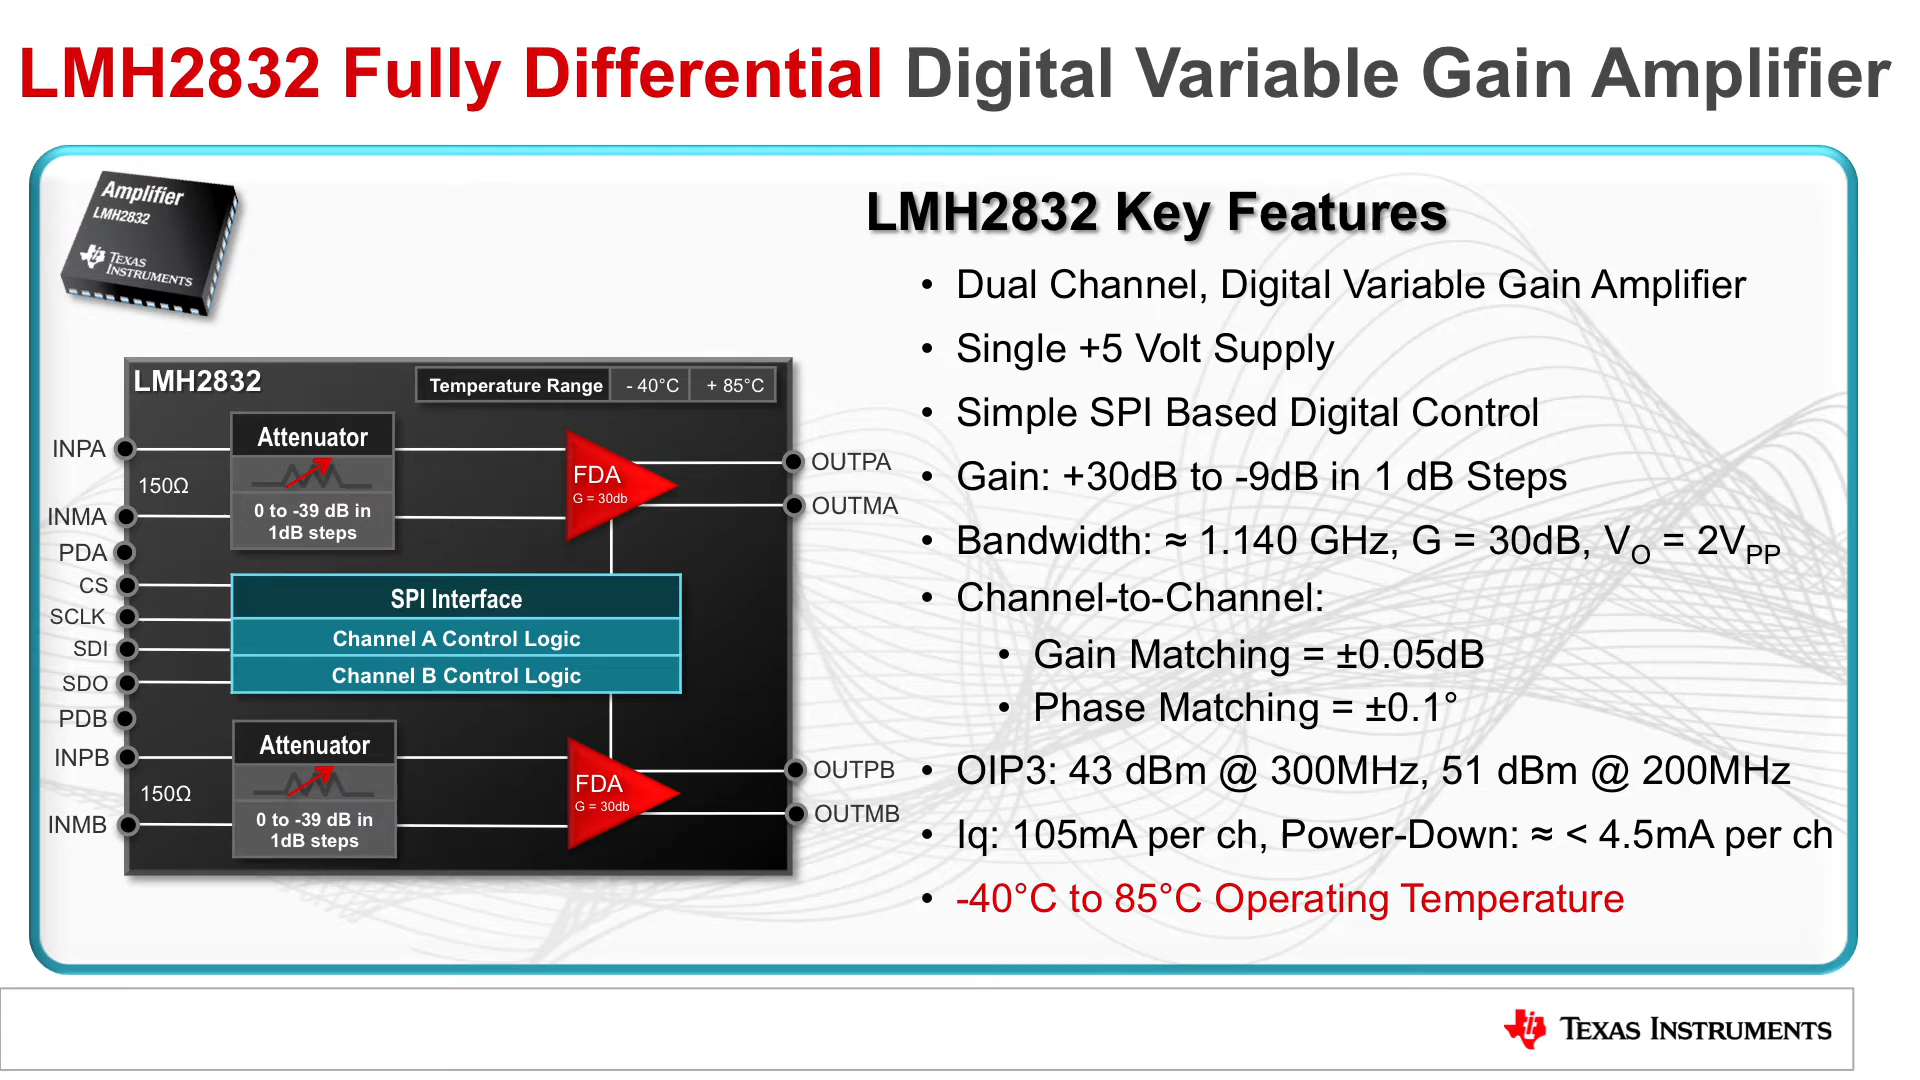 LMH2832 Fully Differential Digital Variable Gain Amplifier
Amplifier
LMH2832
TEXAS
INSTRUMENTS
LMH2832 Key Features
• Dual Channel, Digital Variable Gain Amplifier
• Single +5 Volt Supply
• Simple SPI Based Digital Control
• Gain: +30dB to -9dB in 1 dB Steps
• Bandwidth: ≈ 1.140 GHz, G = 30dB, VO = 2VPP
• Channel-to-Channel:
• Gain Matching = ±0.05dB
• Phase Matching = ±0.1°
• OIP3: 43 dBm @ 300MHz, 51 dBm @ 200MHz
• Iq: 105mA per ch, Power-Down: ≈ < 4.5mA per ch
• -40°C to 85°C Operating Temperature
LMH2832
Temperature Range - 40°C + 85°C
INPA
150Ω
INMA
PDA
CS
SCLK
SDI
SDO
PDB
INPB
150Ω
INMB
Attenuator
0 to -39 dB in
1dB steps
FDA
G = 30db
OUTPA
OUTMA
SPI Interface
Channel A Control Logic
Channel B Control Logic
Attenuator
0 to -39 dB in
1dB steps
FDA
G = 30db
OUTPB
OUTMB
TEXAS INSTRUMENTS